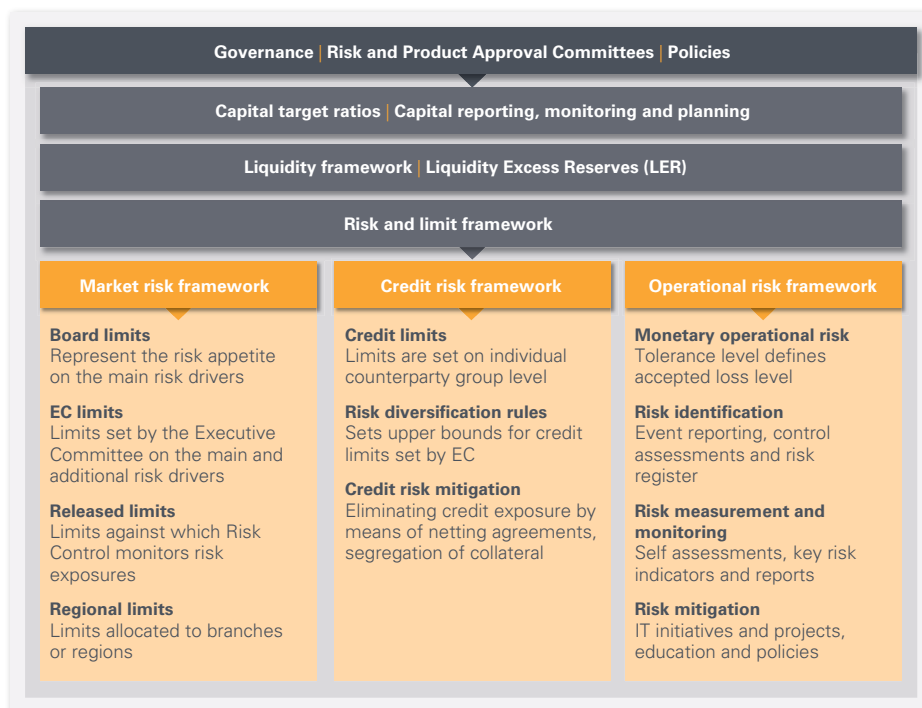 Governance | Risk and Product Approval Committees | Policies
Capital target ratios | Capital reporting, monitoring and planning
Liquidity framework | Liquidity Excess Reserves (LER)
Risk and limit framework
Market risk framework
Board limits
Represent the risk appetite
on the main risk drivers
EC limits
Limits set by the Executive
Committee on the main and
additional risk drivers
Released limits
Limits against which Risk
Control monitors risk
exposures
Regional limits
Limits allocated to branches
or regions
Credit risk framework
Credit limits
Limits are set on individual
counterparty group level
Risk diversification rules
Sets upper bounds for credit
limits set by EC
Credit risk mitigation
Eliminating credit exposure by
means of netting agreements,
segregation of collateral
Operational risk framework
Monetary operational risk
Tolerance level defines
accepted loss level
Risk identification
Event reporting, control
assessments and risk
register
Risk measurement and
monitoring
Self assessments, key risk
indicators and reports
Risk mitigation
IT initiatives and projects,
education and policies